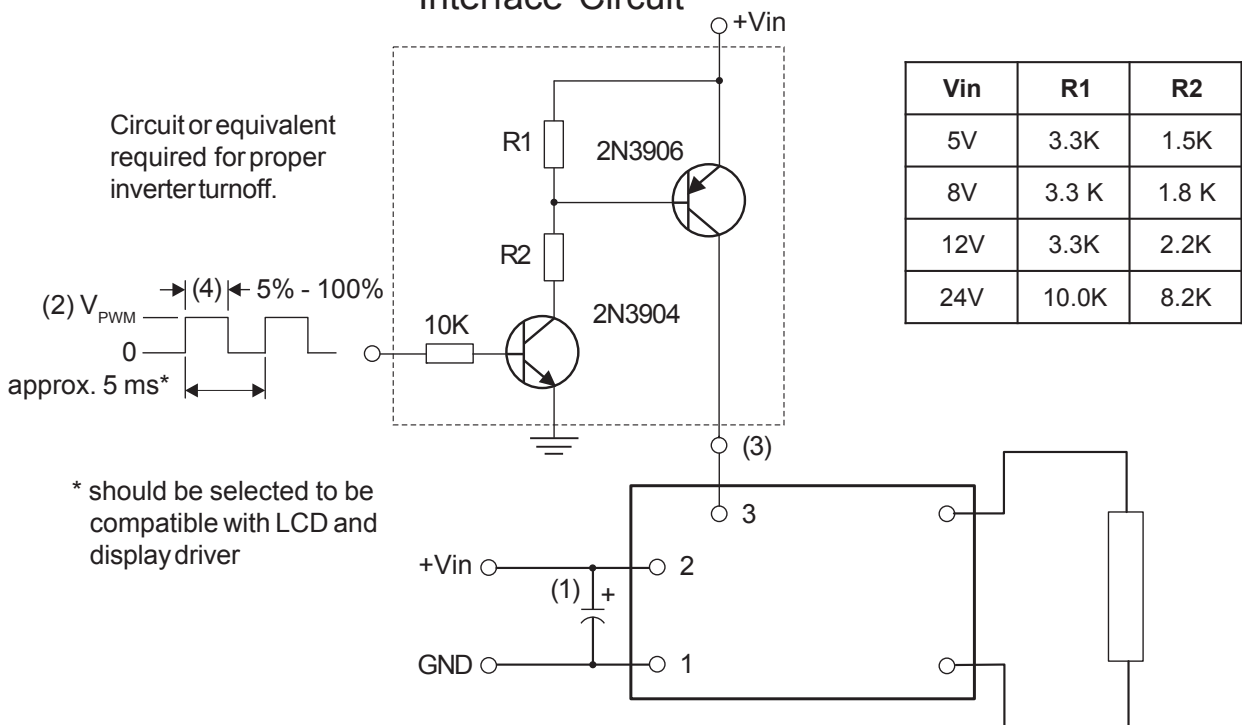 Interface Circuit
+Vin
Circuit or equivalent
required for proper
inverter turnoff.
R1
2N3906
R2
(2) VPWM
(4)
5% - 100%
0
approx. 5 ms*
10K
2N3904
(3)
* should be selected to be
compatible with LCD and
display driver
3
+Vin
2
(1)
+
GND
1
Vin R1 R2
5V 3.3K 1.5K
8V 3.3 K 1.8 K
12V 3.3K 2.2K
24V 10.0K 8.2K